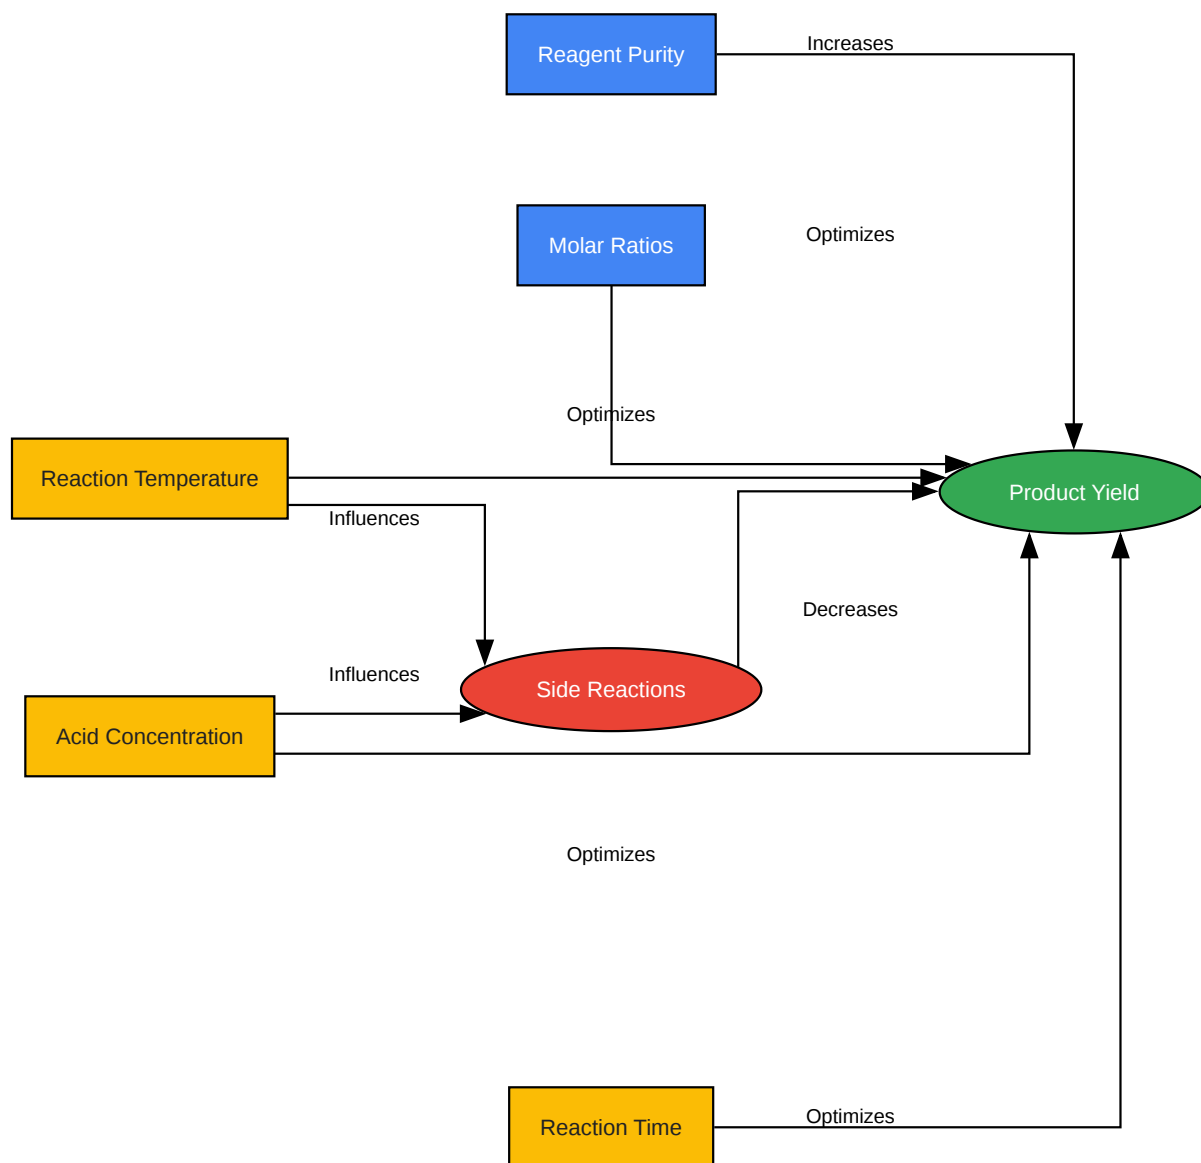 Reagent Purity
Increases
Molar Ratios
Optimizes
Optimizes
Reaction Temperature
Product Yield
Influences
Decreases
Influences
Side Reactions
Acid Concentration
Optimizes
Reaction Time
Optimizes